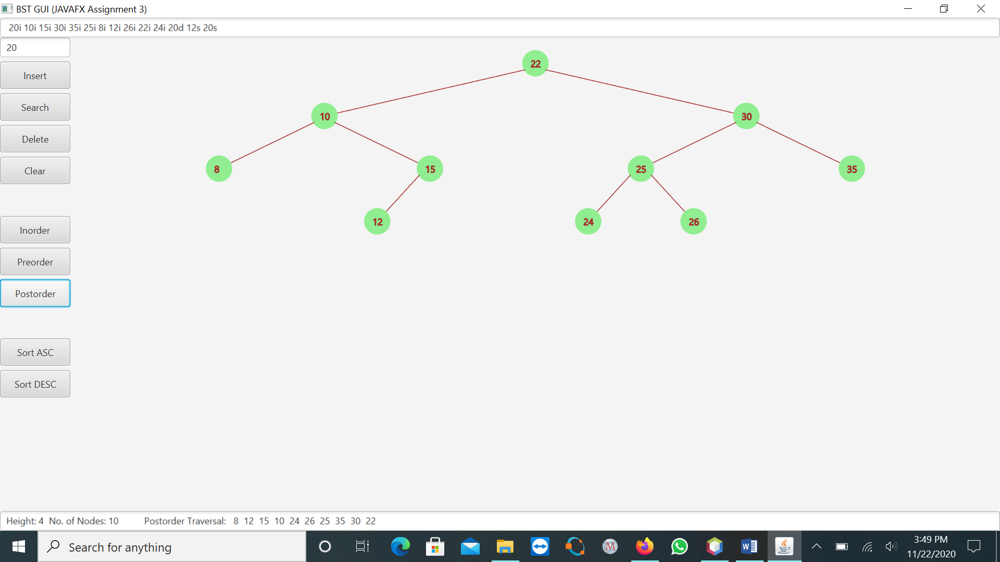 BST GUI (JAVAFX Assignment 3)
20i 10i 15i 30i 35i 25i 8i 12i 26i 22i 24i 20d 12s 20s
20
Insert
Search
Delete
Clear
Inorder
Preorder
Postorder
Sort ASC
Sort DESC
22
10 30
8 15 25 35
12 24 26
Height: 4 No. of Nodes: 10 Postorder Traversal: 8 12 15 10 24 26 25 35 30 22
Search for anything
M
W
3:49 PM
11/22/2020